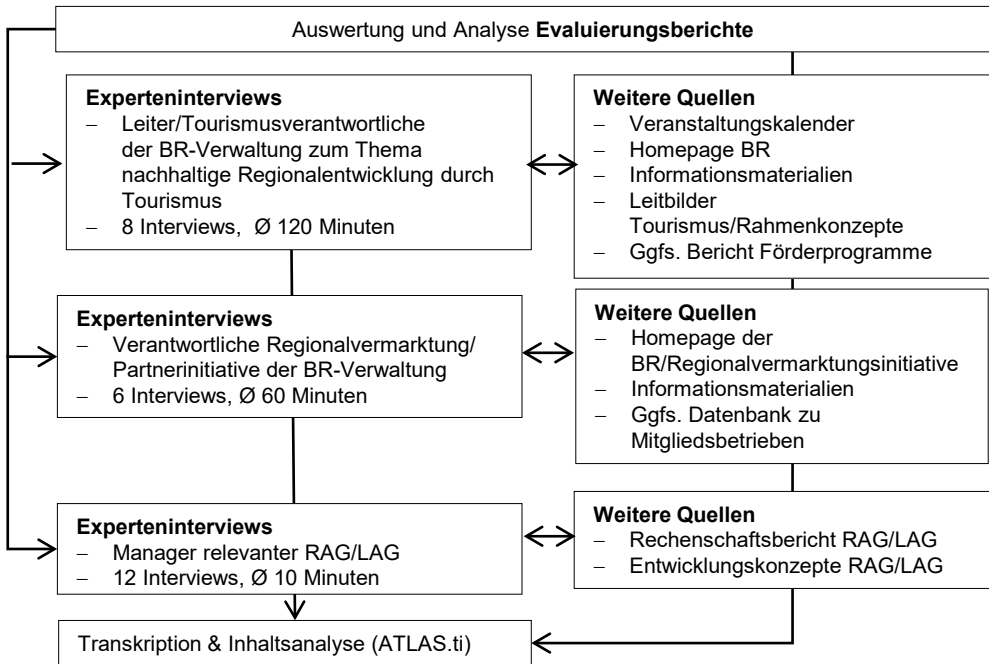 Auswertung und Analyse Evaluierungsberichte
Experteninterviews
– Leiter/Tourismusverantwortliche
der BR-Verwaltung zum Thema
nachhaltige Regionalentwicklung durch
Tourismus
– 8 Interviews, Ø 120 Minuten
Weitere Quellen
– Veranstaltungskalender
– Homepage BR
– Informationsmaterialien
– Leitbilder
Tourismus/Rahmenkonzepte
– Ggfs. Bericht Förderprogramme
Experteninterviews
– Verantwortliche Regionalvermarktung/
Partnerinitiative der BR-Verwaltung
– 6 Interviews, Ø 60 Minuten
Weitere Quellen
– Homepage der
BR/Regionalvermarktungsinitiative
– Informationsmaterialien
– Ggfs. Datenbank zu
Mitgliedsbetrieben
Experteninterviews
– Manager relevanter RAG/LAG
– 12 Interviews, Ø 10 Minuten
Weitere Quellen
– Rechenschaftsbericht RAG/LAG
– Entwicklungskonzepte RAG/LAG
Transkription & Inhaltsanalyse (ATLAS.ti)